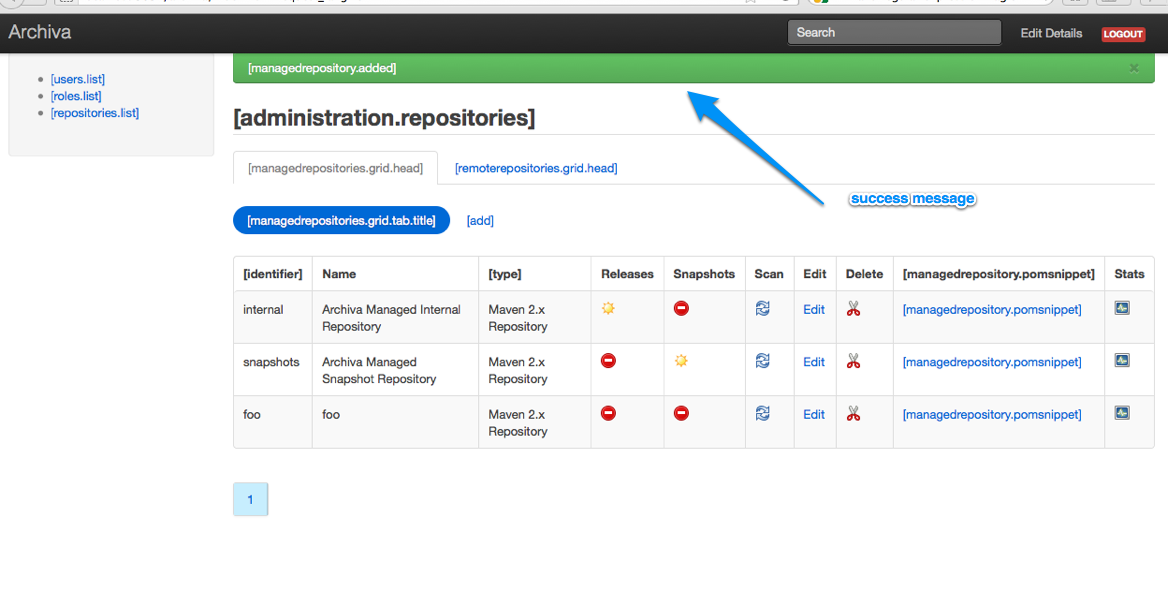 Archiva
Search
Edit Details
LOGOUT
[users.list]
[roles.list]
[repositories.list]
[managedrepository.added]
×
[administration.repositories]
[managedrepositories.grid.head] [remoterepositories.grid.head]
success message
[managedrepositories.grid.tab.title] [add]
[identifier] Name [type] Releases Snapshots Scan Edit Delete [managedrepository.pomsnippet] Stats
internal Archiva Managed Internal Maven 2.x Edit [managedrepository.pomsnippet]
Repository Repository
snapshots Archiva Managed Maven 2.x Edit [managedrepository.pomsnippet]
Snapshot Repository Repository
foo foo Maven 2.x Edit [managedrepository.pomsnippet]
Repository
1